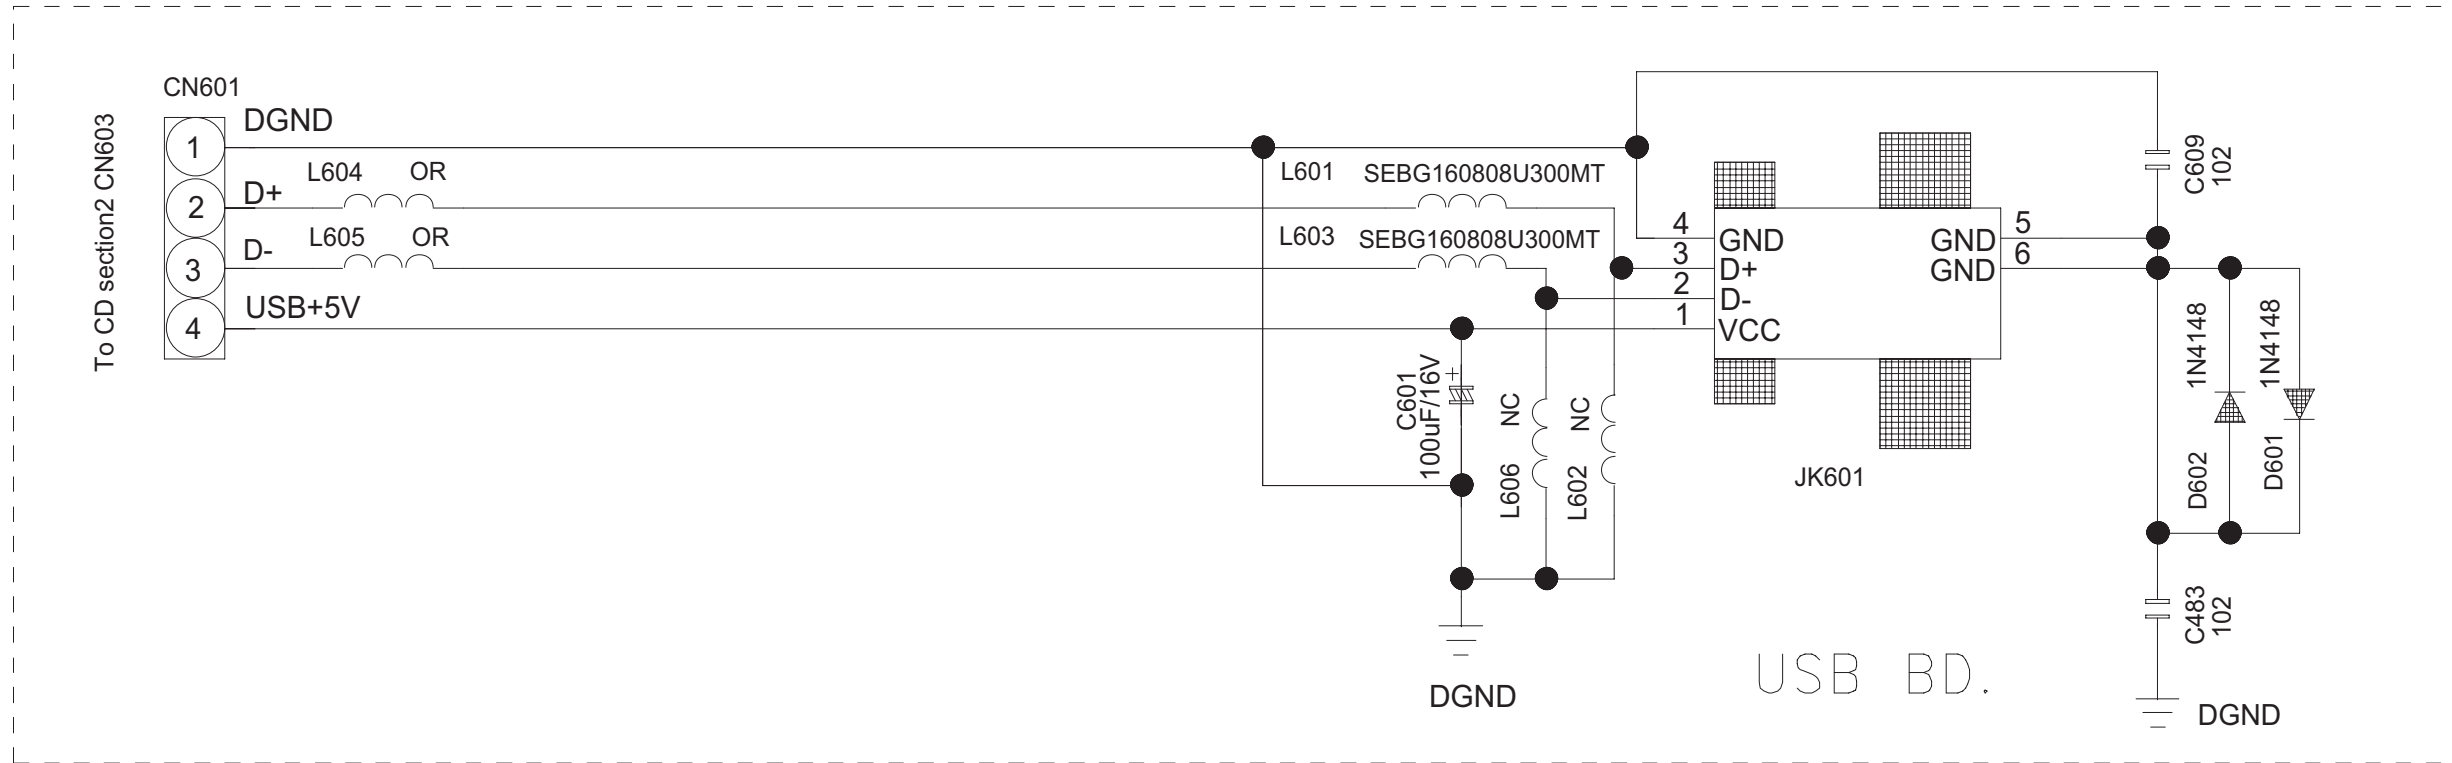 CN601
To CD section2 CN603
1
DGND
2
D+
L604
OR
3
D-
L605
OR
4
USB+5V
L601
SEBG160808U300MT
L603
SEBG160808U300MT
C601
100uF/16V
+
L606
NC
L602
NC
DGND
4
GND
3
D+
2
D-
1
VCC
GND
5
GND
6
JK601
C609
102
1N4148
D602
1N4148
D601
C483
102
DGND
USB BD.